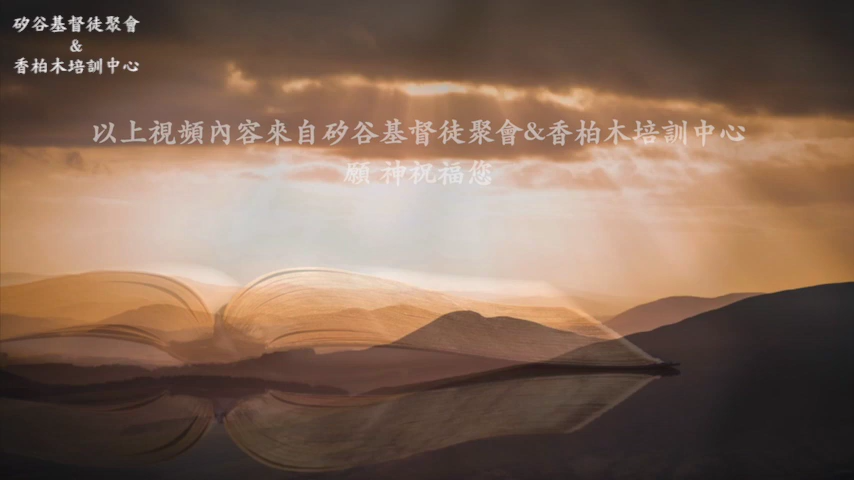 矽谷基督徒聚會
&
香柏木培訓中心
以上視頻內容來自矽谷基督徒聚會&香柏木培訓中心
願 神祝福您